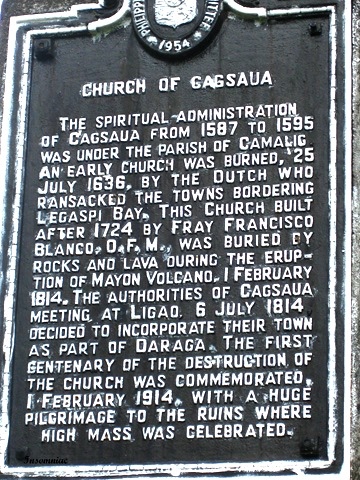 PHILIPP
ITTEE
1954
CHURCH OF CAGSAUA
THE SPIRITUAL ADMINISTRATION
OF CAGSAUA FROM 1587 TO 1595
WAS UNDER THE PARISH OF CAMALIG.
AN EARLY CHURCH WAS BURNED, 25
JULY 1636, BY THE DUTCH WHO
RANSACKED THE TOWNS BORDERING
LEGASPI BAY. THIS CHURCH BUILT
AFTER 1724 BY FRAY FRANCISCO
BLANCO, O.F.M., WAS BURIED BY
ROCKS AND LAVA DURING THE ERUP-
TION OF MAYON VOLCANO, 1 FEBRUARY
1814. THE AUTHORITIES OF CAGSAUA
MEETING AT LIGAO, 6 JULY 1814
DECIDED TO INCORPORATE THEIR TOWN
AS PART OF DARAGA. THE FIRST
CENTENARY OF THE DESTRUCTION OF
THE CHURCH WAS COMMEMORATED,
1 FEBRUARY 1914, WITH A HUGE
PILGRIMAGE TO THE RUINS WHERE
HIGH MASS WAS CELEBRATED.
Insomniac